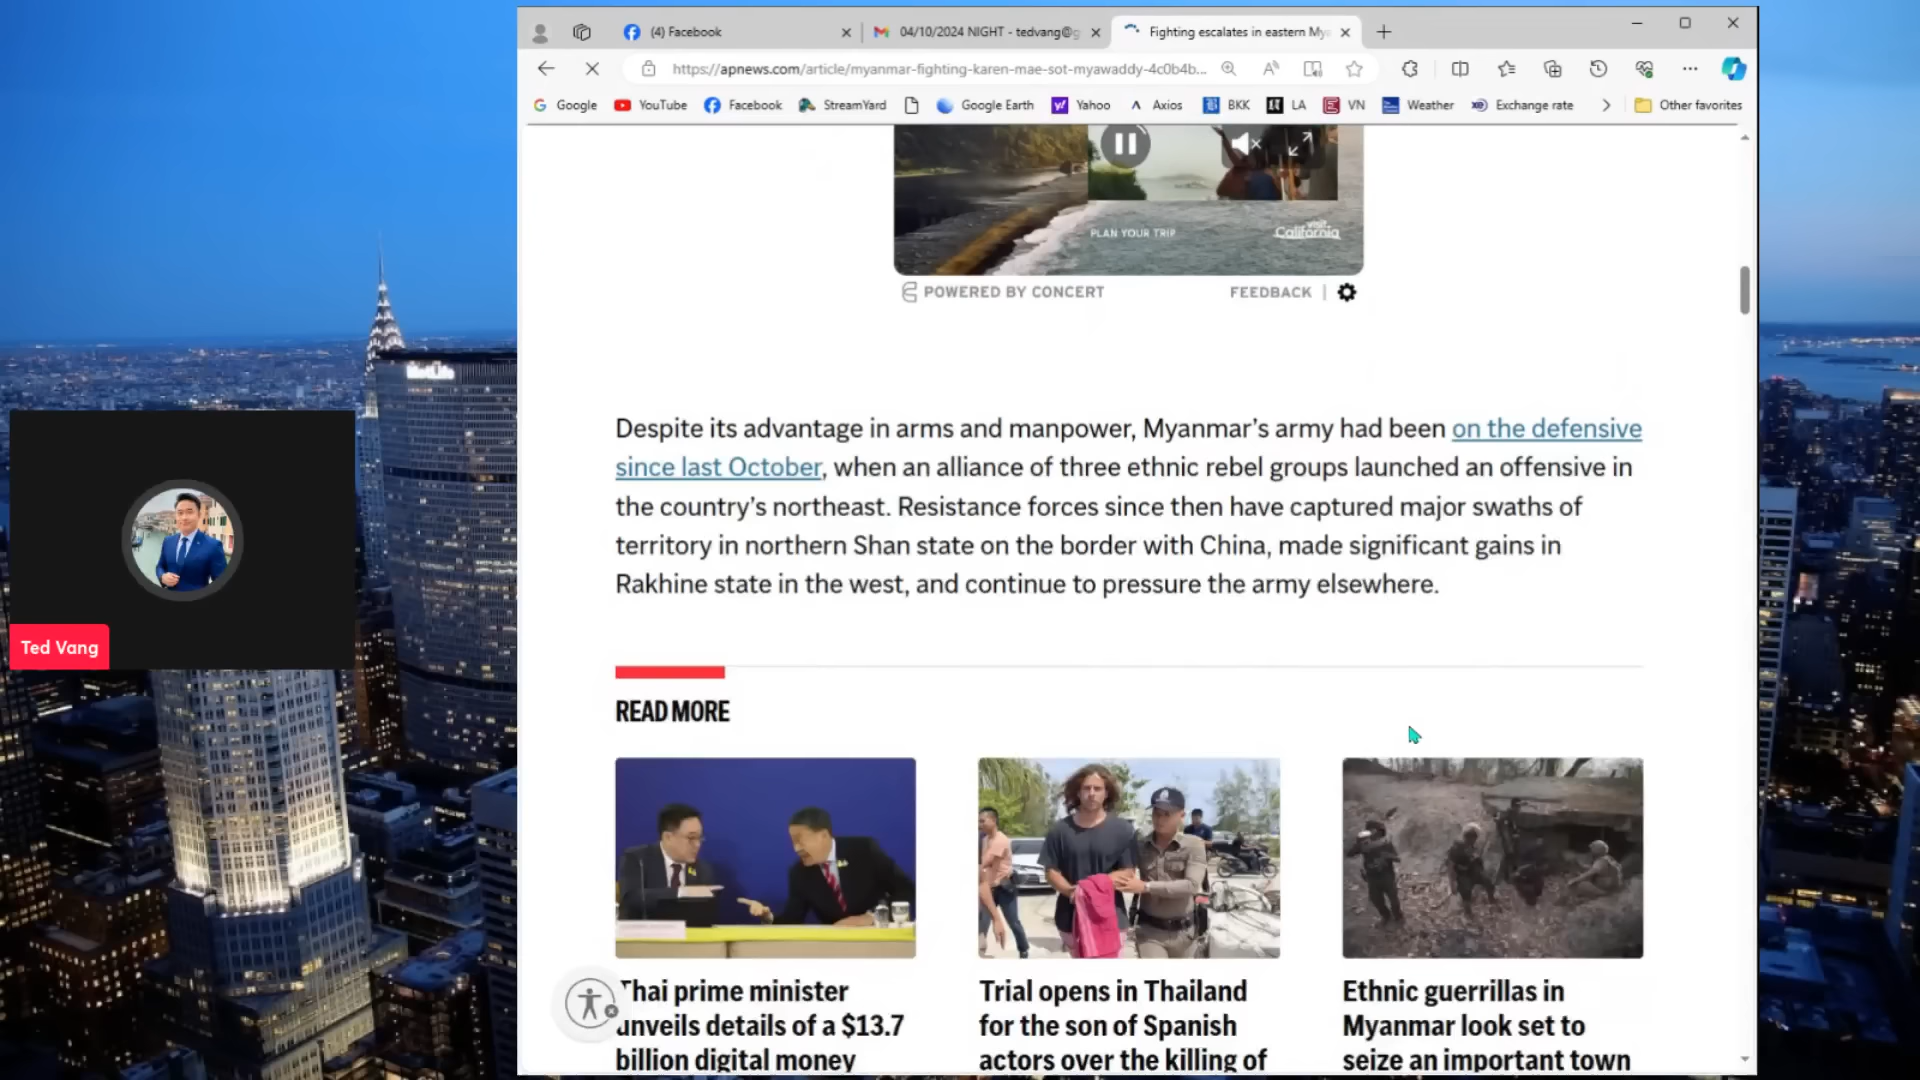 (4) Facebook
04/10/2024 NIGHT - tedvang@g
Fighting escalates in eastern My
https://apnews.com/article/myanmar-fighting-karen-mae-sot-myawaddy-4c0b4b...
Google
YouTube
Facebook
StreamYard
Google Earth
Yahoo
Axios
BKK
LA
VN
Weather
Exchange rate
Other favorites
PLAN YOUR TRIP
visit California
POWERED BY CONCERT
FEEDBACK
MetLife
Despite its advantage in arms and manpower, Myanmar's army had been on the defensive
since last October, when an alliance of three ethnic rebel groups launched an offensive in
the country's northeast. Resistance forces since then have captured major swaths of
territory in northern Shan state on the border with China, made significant gains in
Rakhine state in the west, and continue to pressure the army elsewhere.
Ted Vang
READ MORE
Thai prime minister
unveils details of a $13.7
billion digital money
Trial opens in Thailand
for the son of Spanish
actors over the killing of
Ethnic guerrillas in
Myanmar look set to
seize an important town